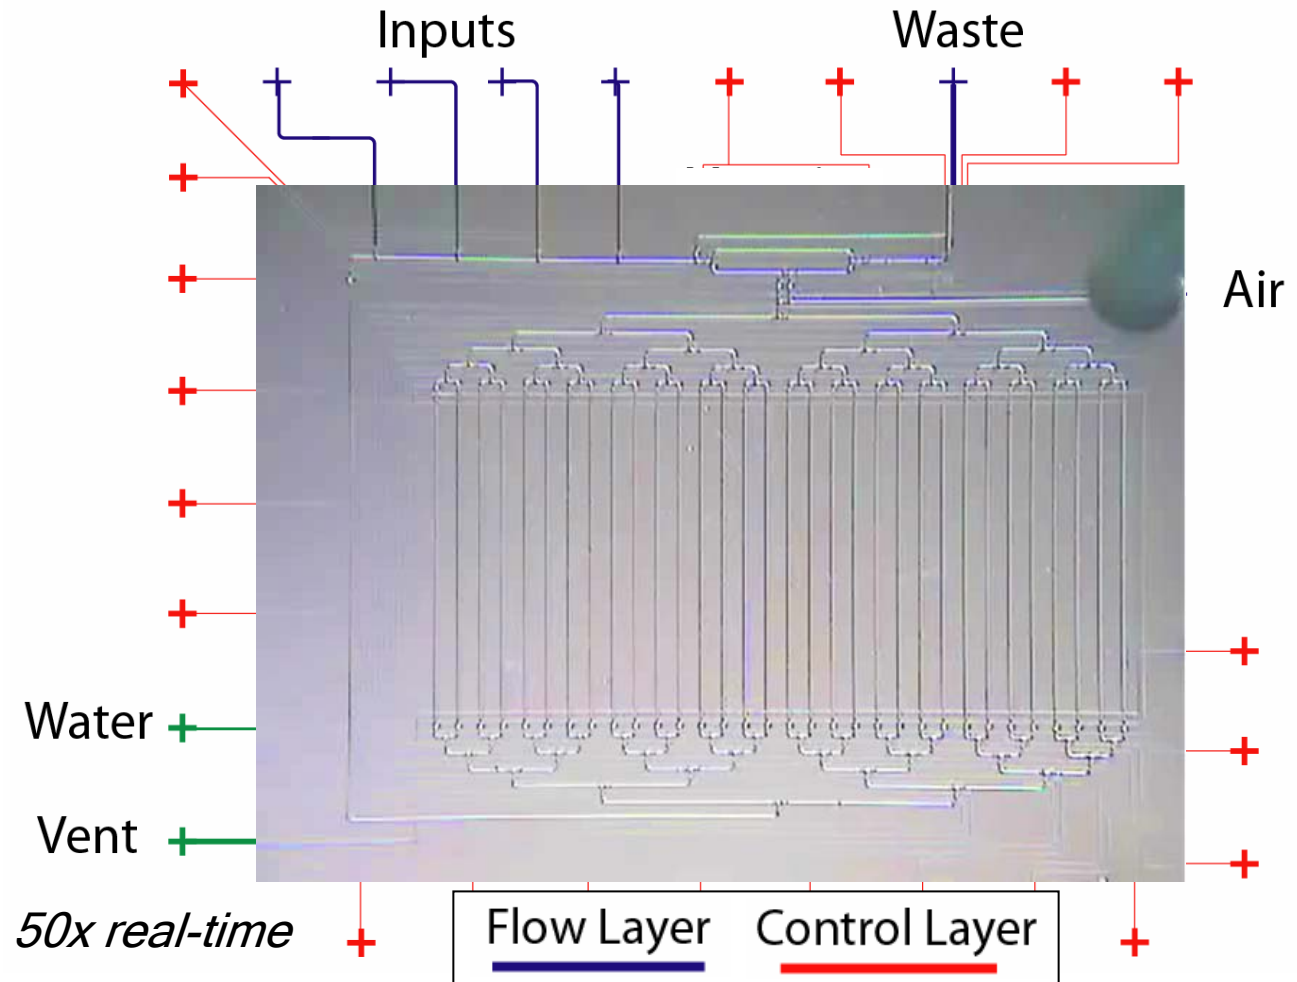 Inputs
Waste
Air
Water
Vent
50x real-time
Flow Layer
Control Layer